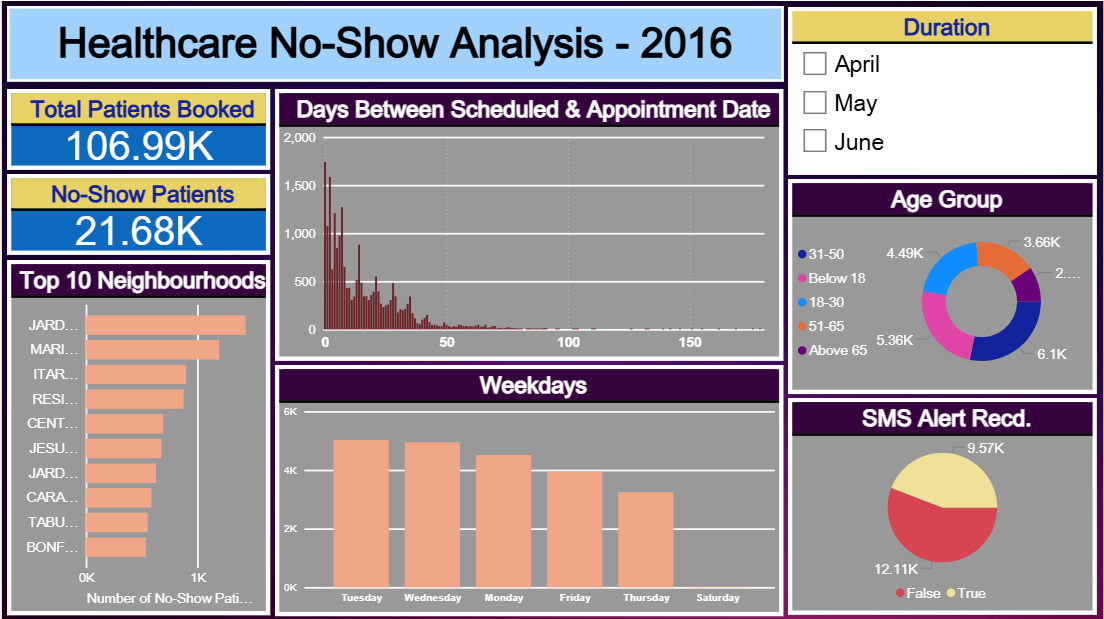 Healthcare No-Show Analysis - 2016
Duration
April
May
June
Total Patients Booked
106.99K
No-Show Patients
21.68K
Days Between Scheduled & Appointment Date
2,000
1,500
1,000
500
0
0
50
100
150
Age Group
31-50
Below 18
18-30
51-65
Above 65
4.49K
3.66K
2....
5.36K
6.1K
Top 10 Neighbourhoods
JARD...
MARI...
ITAR...
RESI...
CENT...
JESU...
JARD...
CARA...
TABU...
BONF...
0K
1K
Number of No-Show Pati...
Weekdays
6K
4K
2K
0K
Tuesday
Wednesday
Monday
Friday
Thursday
Saturday
SMS Alert Recd.
9.57K
12.11K
False
True